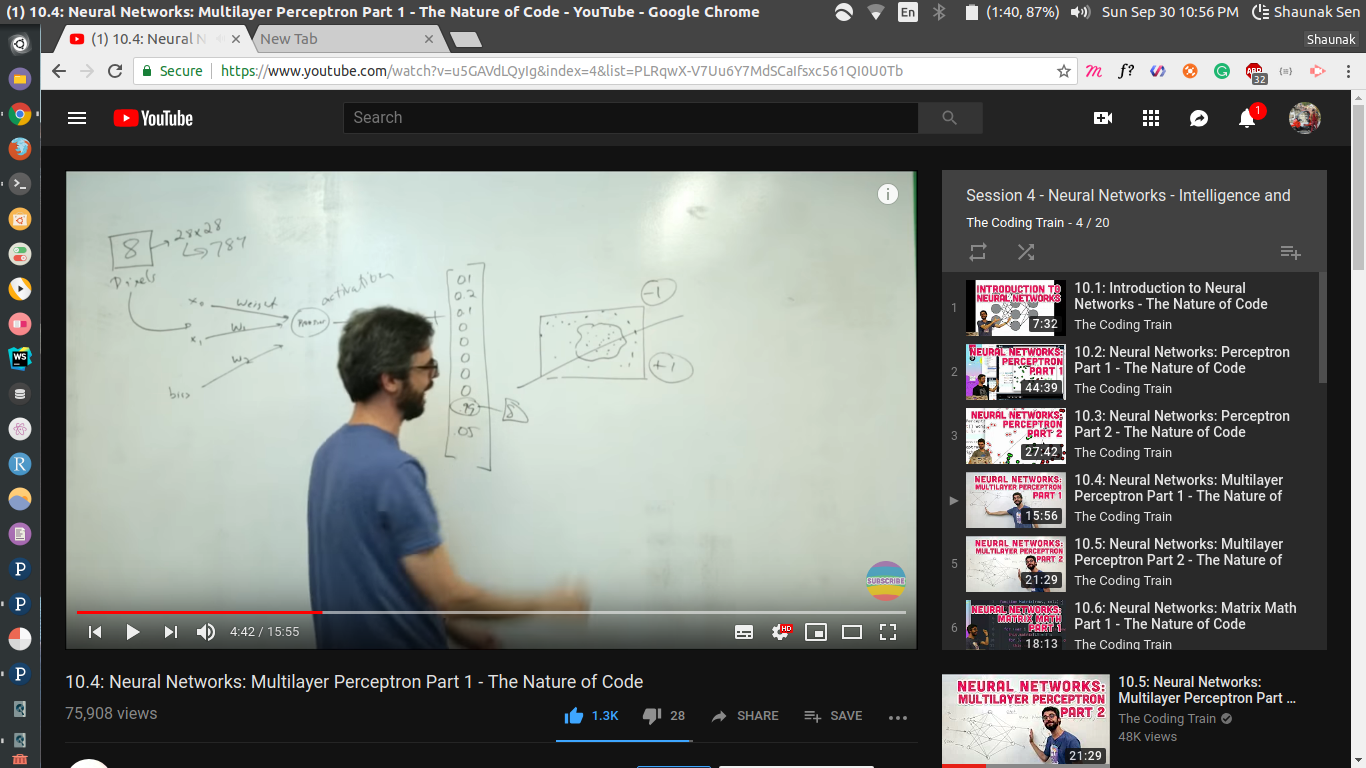 (1) 10.4: Neural Networks: Multilayer Perceptron Part 1 - The Nature of Code - YouTube - Google Chrome
En
(1:40, 87%)
Sun Sep 30 10:56 PM
Shaunak Sen
(1) 10.4: Neural N
New Tab
Shaunak
Secure
https://www.youtube.com/watch?v=u5GAVdLQyIg&index=4&list=PLRqwX-V7Uu6Y7MdSCaIfsxc561QI0U0Tb
f?
ABP
32
YouTube
Search
1
8
28x28
784
Pixels
x₀
weight
activation
x₁
W₁
W₂
bias
.01
0.2
.01
0
0
0
0
0
.95
.05
8
-1
+1
SUBSCRIBE
4:42 / 15:55
HD
10.4: Neural Networks: Multilayer Perceptron Part 1 - The Nature of Code
75,908 views
1.3K
28
SHARE
SAVE
Session 4 - Neural Networks - Intelligence and
The Coding Train - 4 / 20
1
INTRODUCTION TO
NEURAL NETWORKS
7:32
10.1: Introduction to Neural
Networks - The Nature of Code
The Coding Train
2
NEURAL NETWORKS:
PERCEPTRON
PART 1
44:39
10.2: Neural Networks: Perceptron
Part 1 - The Nature of Code
The Coding Train
3
NEURAL NETWORKS:
PERCEPTRON
PART 2
27:42
10.3: Neural Networks: Perceptron
Part 2 - The Nature of Code
The Coding Train
NEURAL NETWORKS:
MULTILAYER PERCEPTRON
PART 1
15:56
10.4: Neural Networks: Multilayer
Perceptron Part 1 - The Nature of
The Coding Train
5
NEURAL NETWORKS:
MULTILAYER PERCEPTRON
PART 2
21:29
10.5: Neural Networks: Multilayer
Perceptron Part 2 - The Nature of
The Coding Train
6
NEURAL NETWORKS:
MATRIX MATH
PART 1
18:13
10.6: Neural Networks: Matrix Math
Part 1 - The Nature of Code
The Coding Train
NEURAL NETWORKS:
MULTILAYER PERCEPTRON
PART 2
21:29
10.5: Neural Networks:
Multilayer Perceptron Part ...
The Coding Train
48K views
WS
R
P
P
P